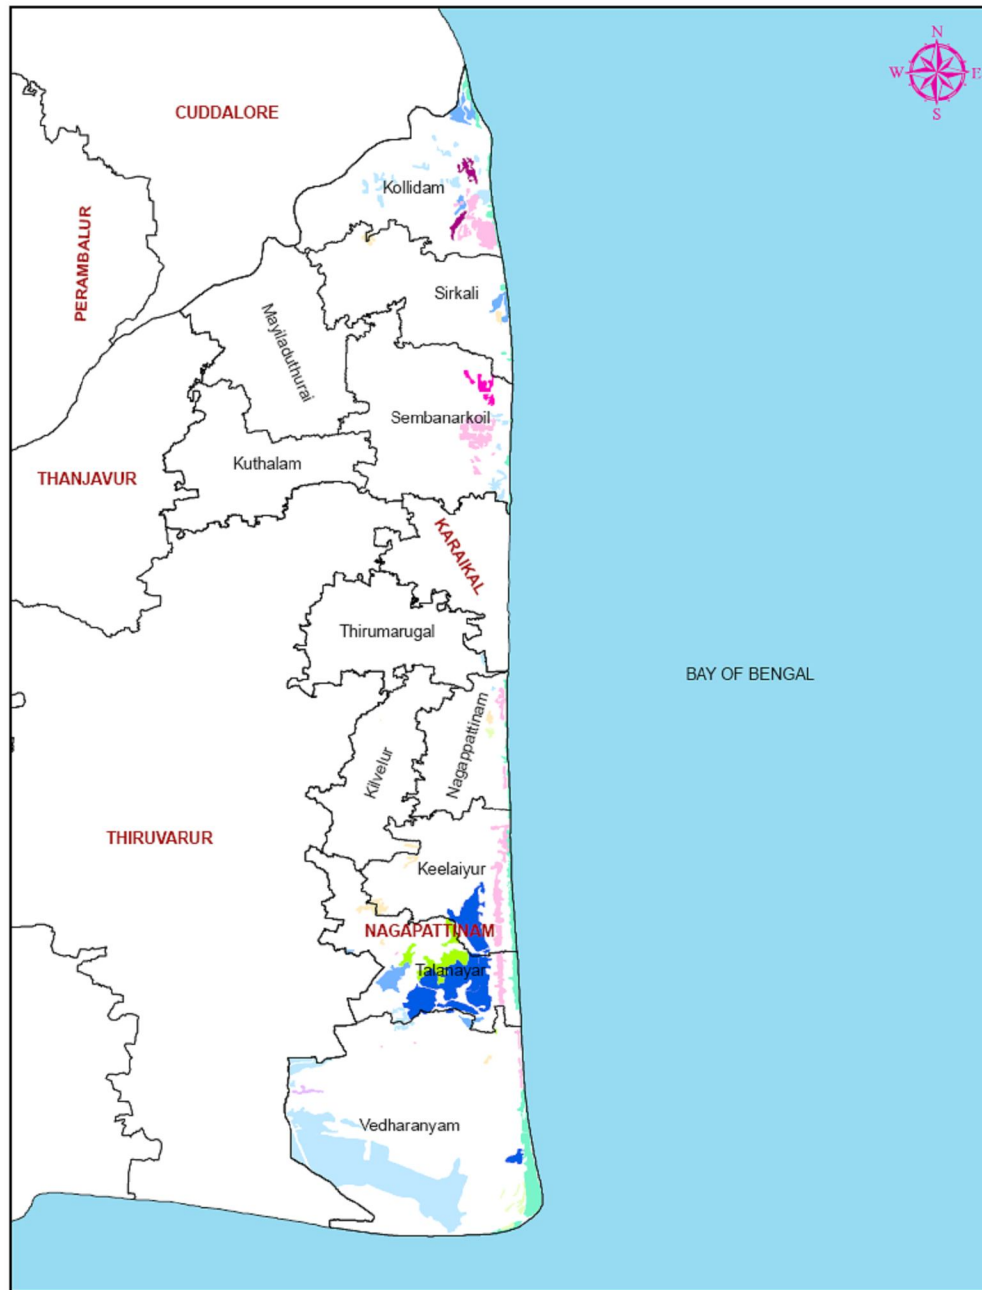 N
W E
S
CUDDALORE
Kollidam
PERAMBALUR
Sirkali
Mayiladuthurai
Sembanarkoil
Kuthalam
THANJAVUR
KARAIKAL
Thirumarugal
BAY OF BENGAL
Nagappattinam
Kilvelur
THIRUVARUR
Keelaiyur
NAGAPATTINAM
Talanayar
Vedharanyam